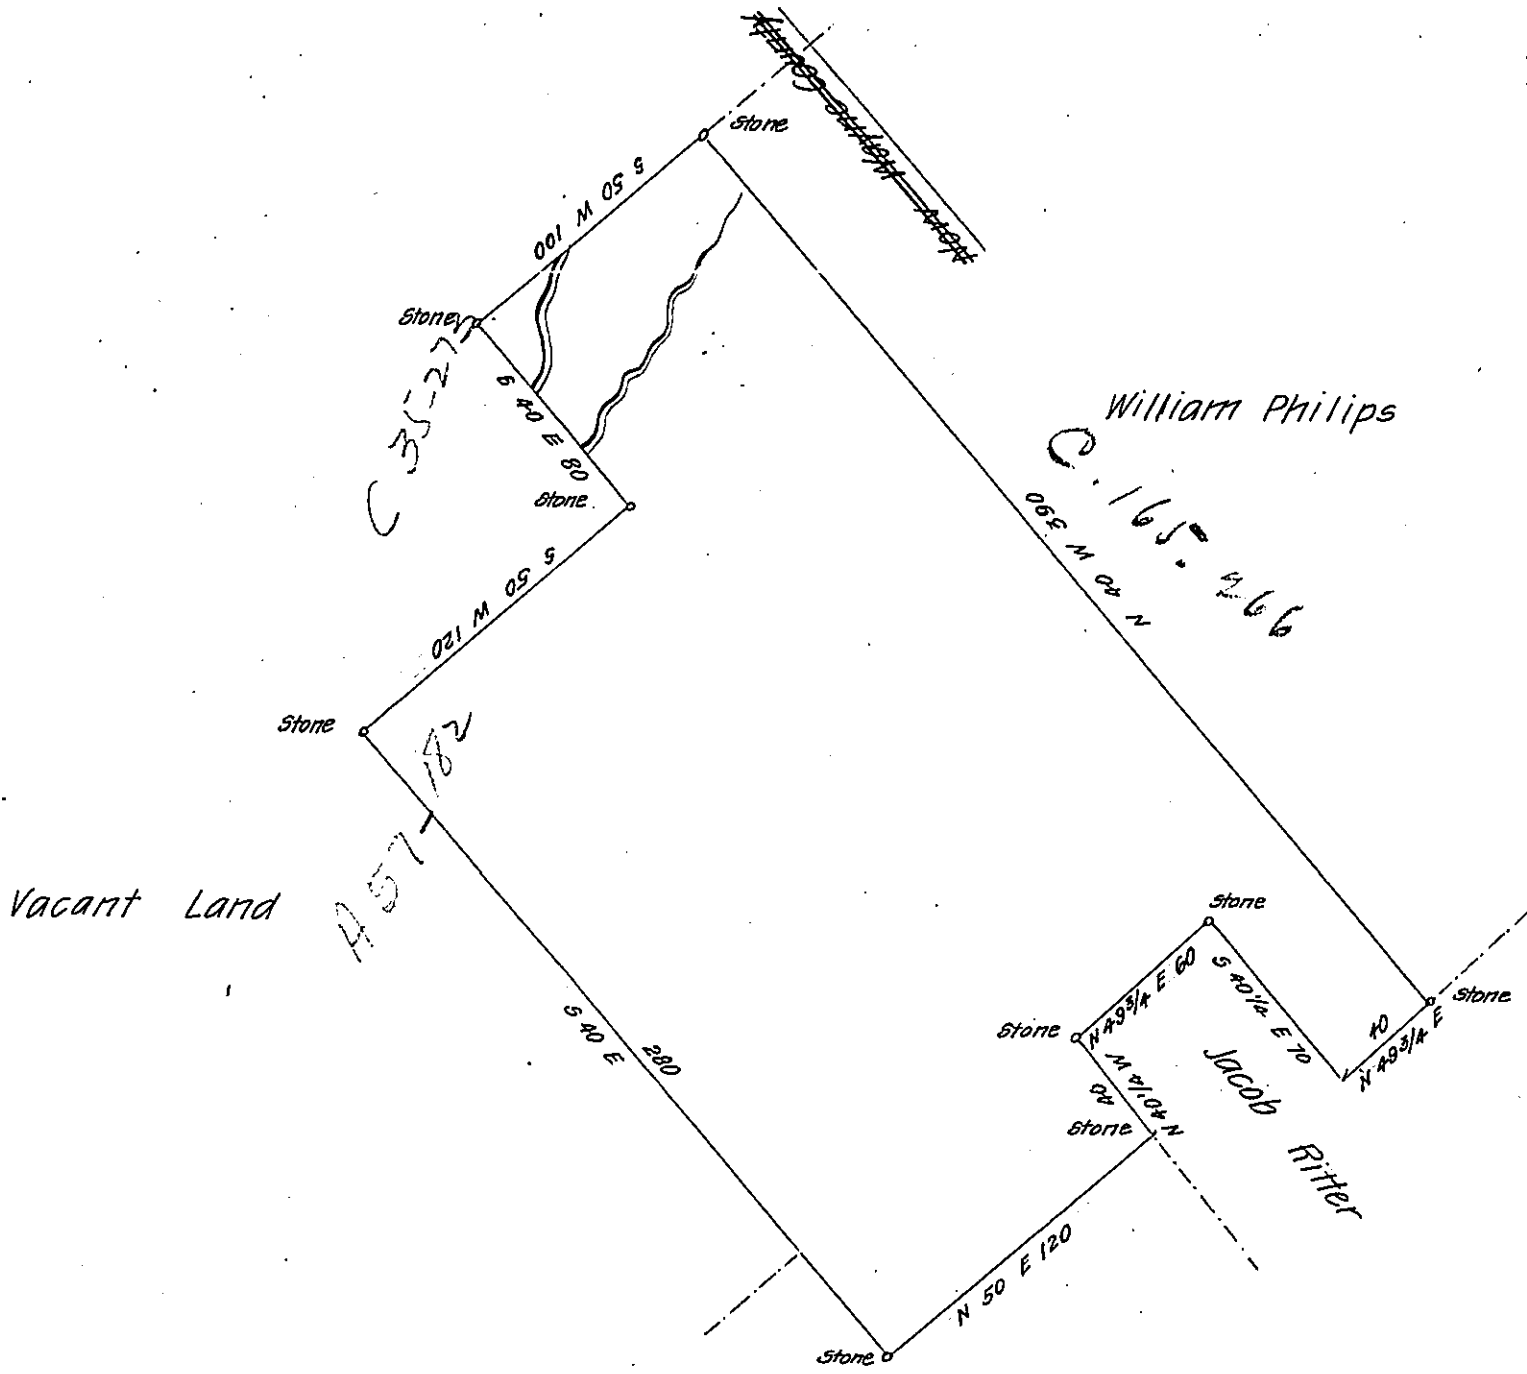 Stone
S 50 W 100
Stone
C 35-27
S 40 E 80
Stone
William Philips
C. 165. 266
N 40 W 390
S 50 W 120
Stone
182
A 57-
Vacant Land
S 40 E 280
Stone
N 49 3/4 E 60
S 40 1/4 E 70
Stone
40
N 49 3/4 E
Stone
N 40 1/4 W
40
Jacob Ritter
Stone
N 50 E 120
Stone